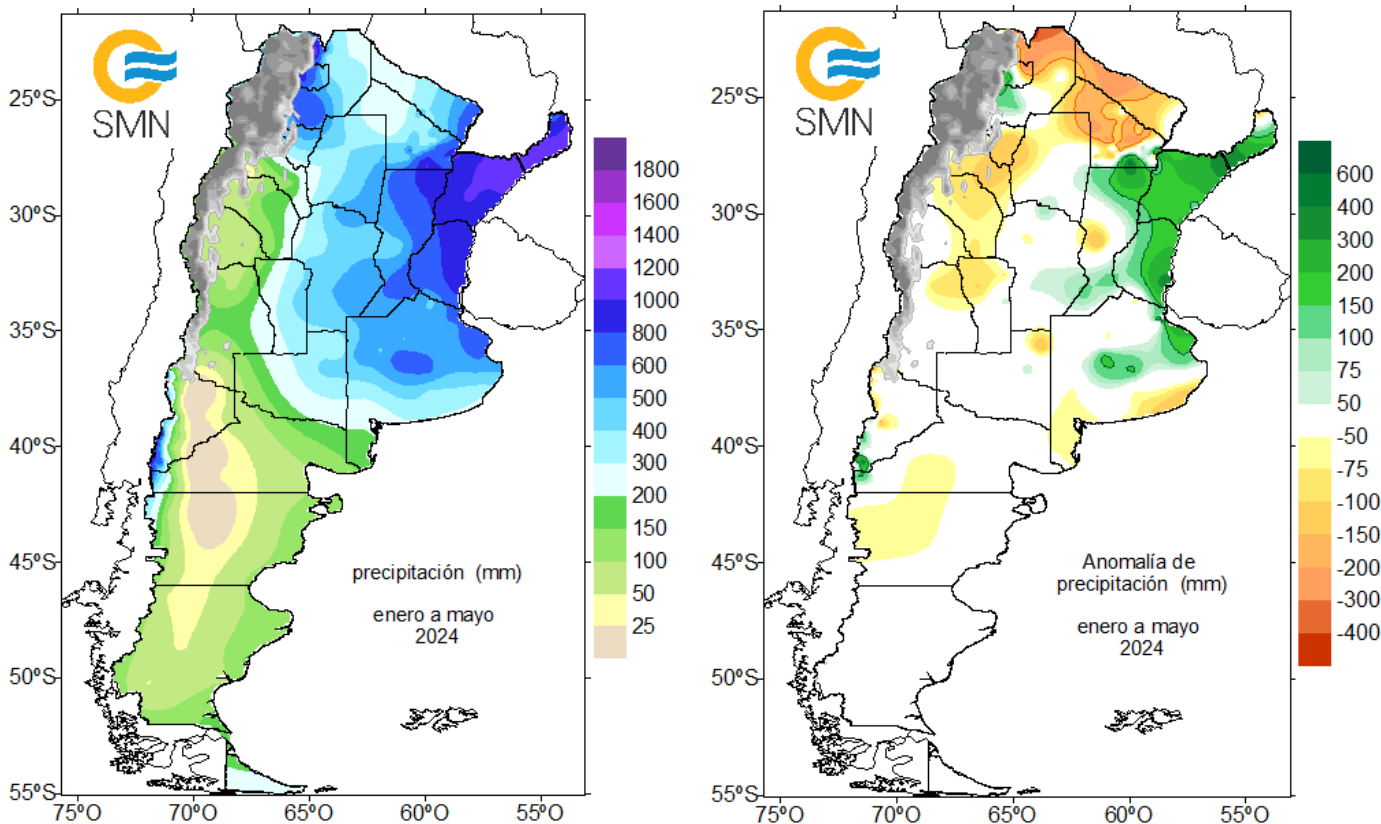 SMN
25ºS
30ºS
35ºS
40ºS
45ºS
50ºS
55ºS
75ºO
70ºO
65ºO
60ºO
55ºO
precipitación (mm)
enero a mayo
2024
1800
1600
1400
1200
1000
800
600
500
400
300
200
150
100
50
25
SMN
25ºS
30ºS
35ºS
40ºS
45ºS
50ºS
55ºS
75ºO
70ºO
65ºO
60ºO
55ºO
Anomalía de
precipitación (mm)
enero a mayo
2024
600
400
300
200
150
100
75
50
-50
-75
-100
-150
-200
-300
-400